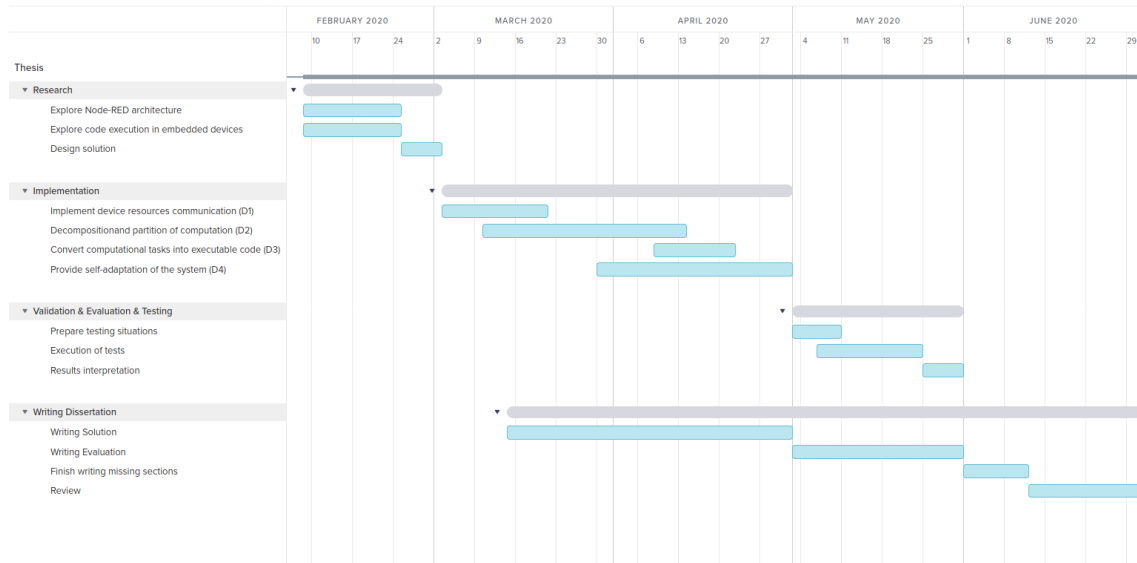 FEBRUARY 2020 MARCH 2020 APRIL 2020 MAY 2020 JUNE 2020
10 17 24 2 9 16 23 30 6 13 20 27 4 11 18 25 1 8 15 22 29
Thesis
Research
Explore Node-RED architecture
Explore code execution in embedded devices
Design solution
Implementation
Implement device resources communication (D1)
Decompositionand partition of computation (D2)
Convert computational tasks into executable code (D3)
Provide self-adaptation of the system (D4)
Validation & Evaluation & Testing
Prepare testing situations
Execution of tests
Results interpretation
Writing Dissertation
Writing Solution
Writing Evaluation
Finish writing missing sections
Review